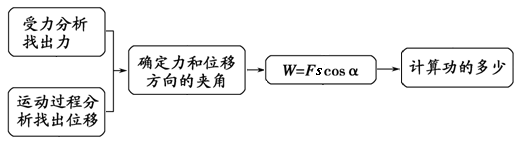 受力分析
找出力
运动过程分
析找出位移
确定力和位移
方向的夹角
W=Fscosα
计算功的多少